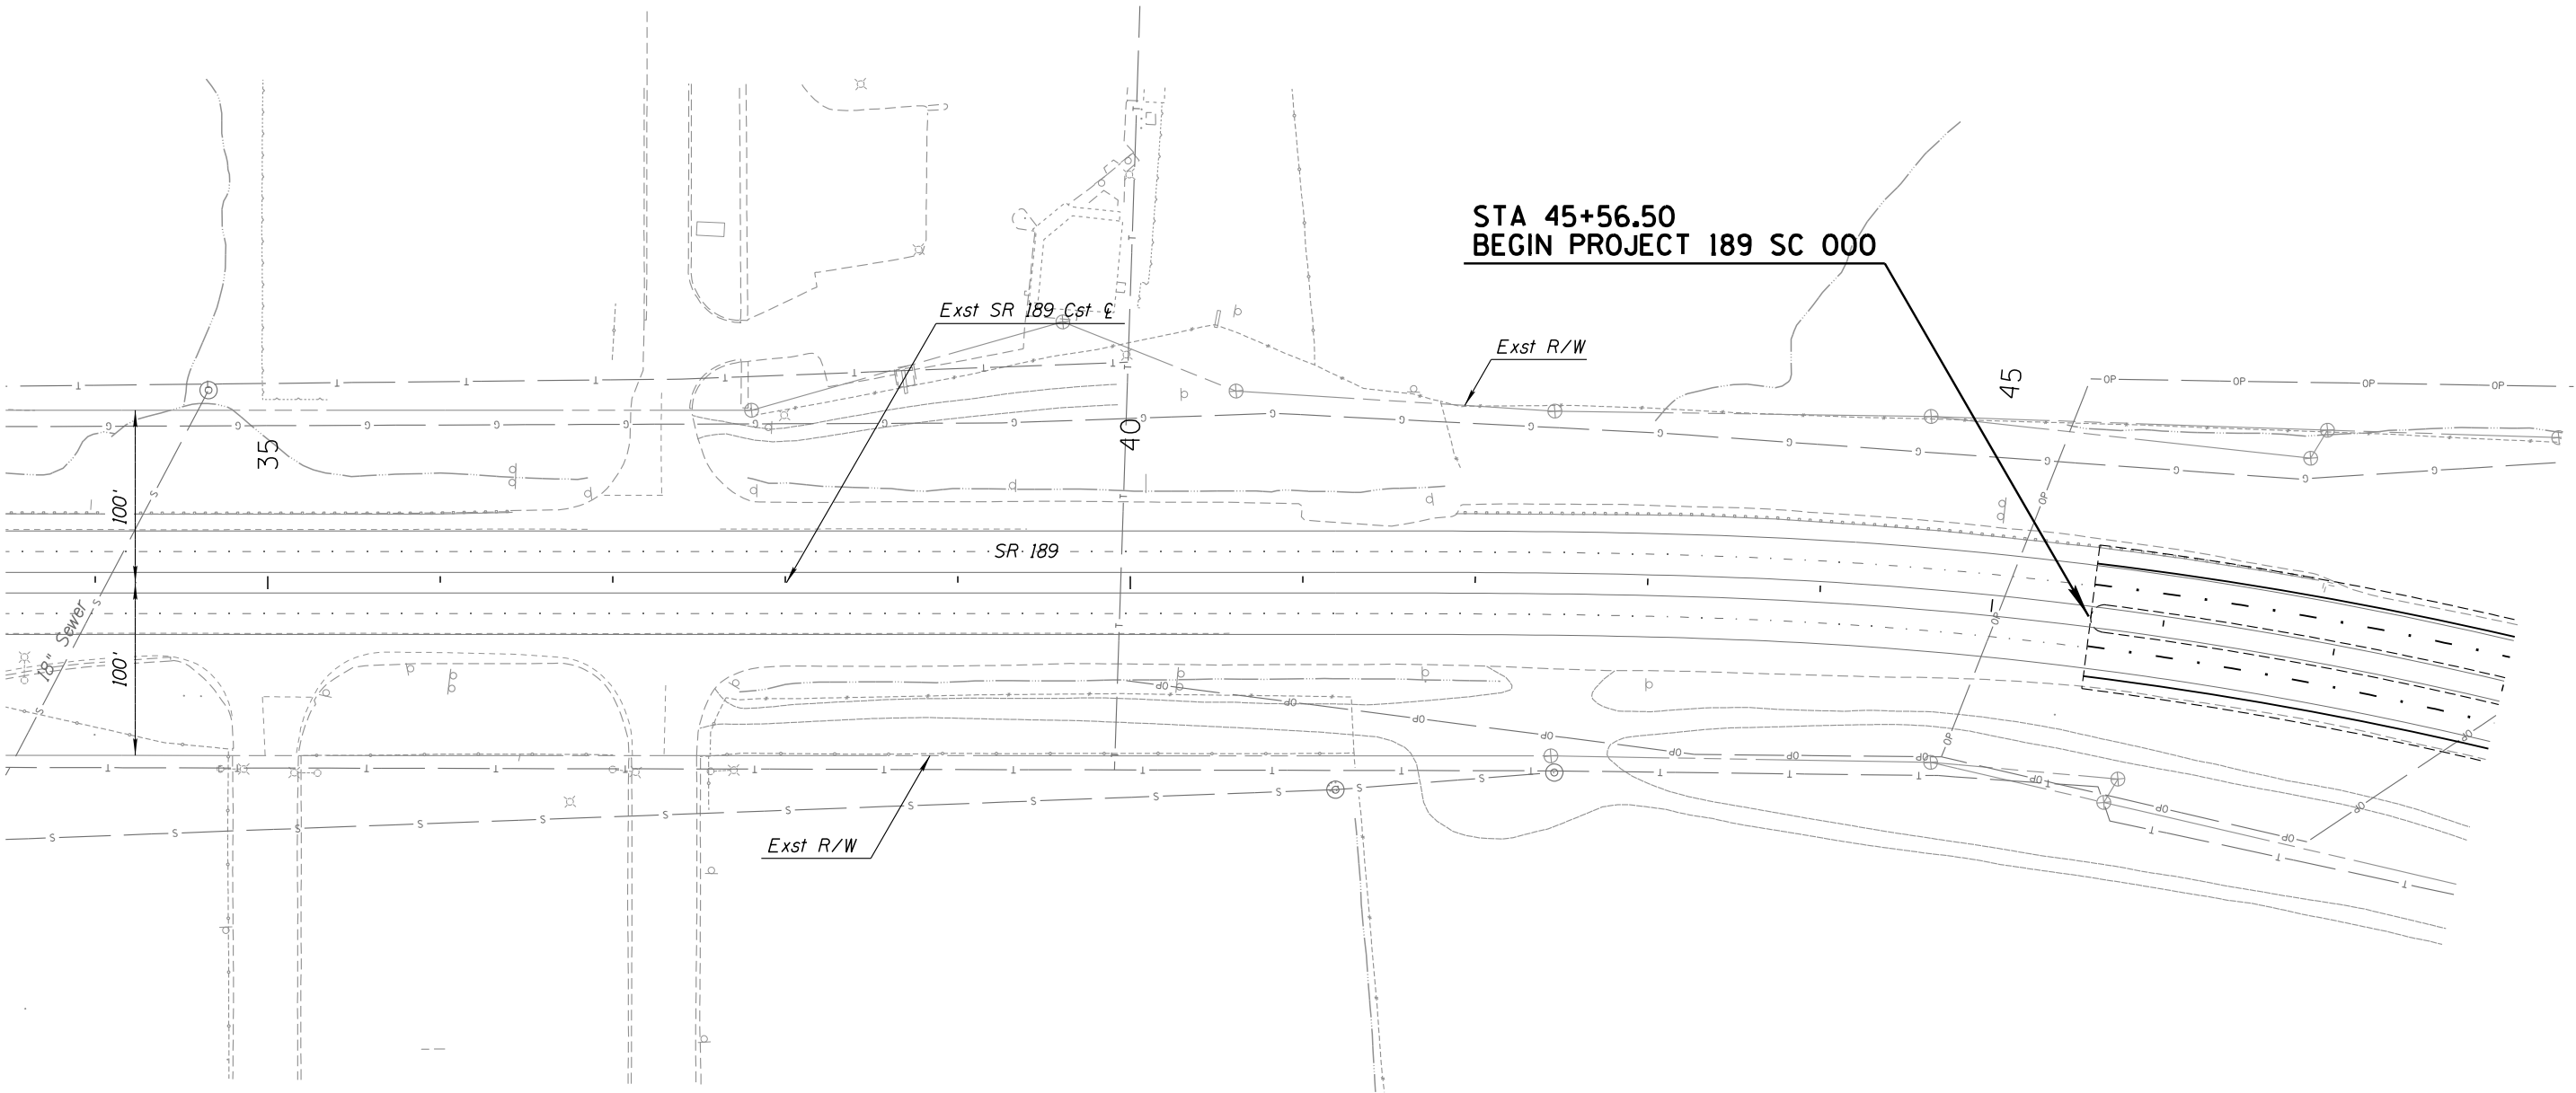 STA 45+56.50
BEGIN PROJECT 189 SC 000
Exst SR 189 Cst ℄
Exst R/W
45
40
35
100'
SR 189
18" Sewer
100'
Exst R/W